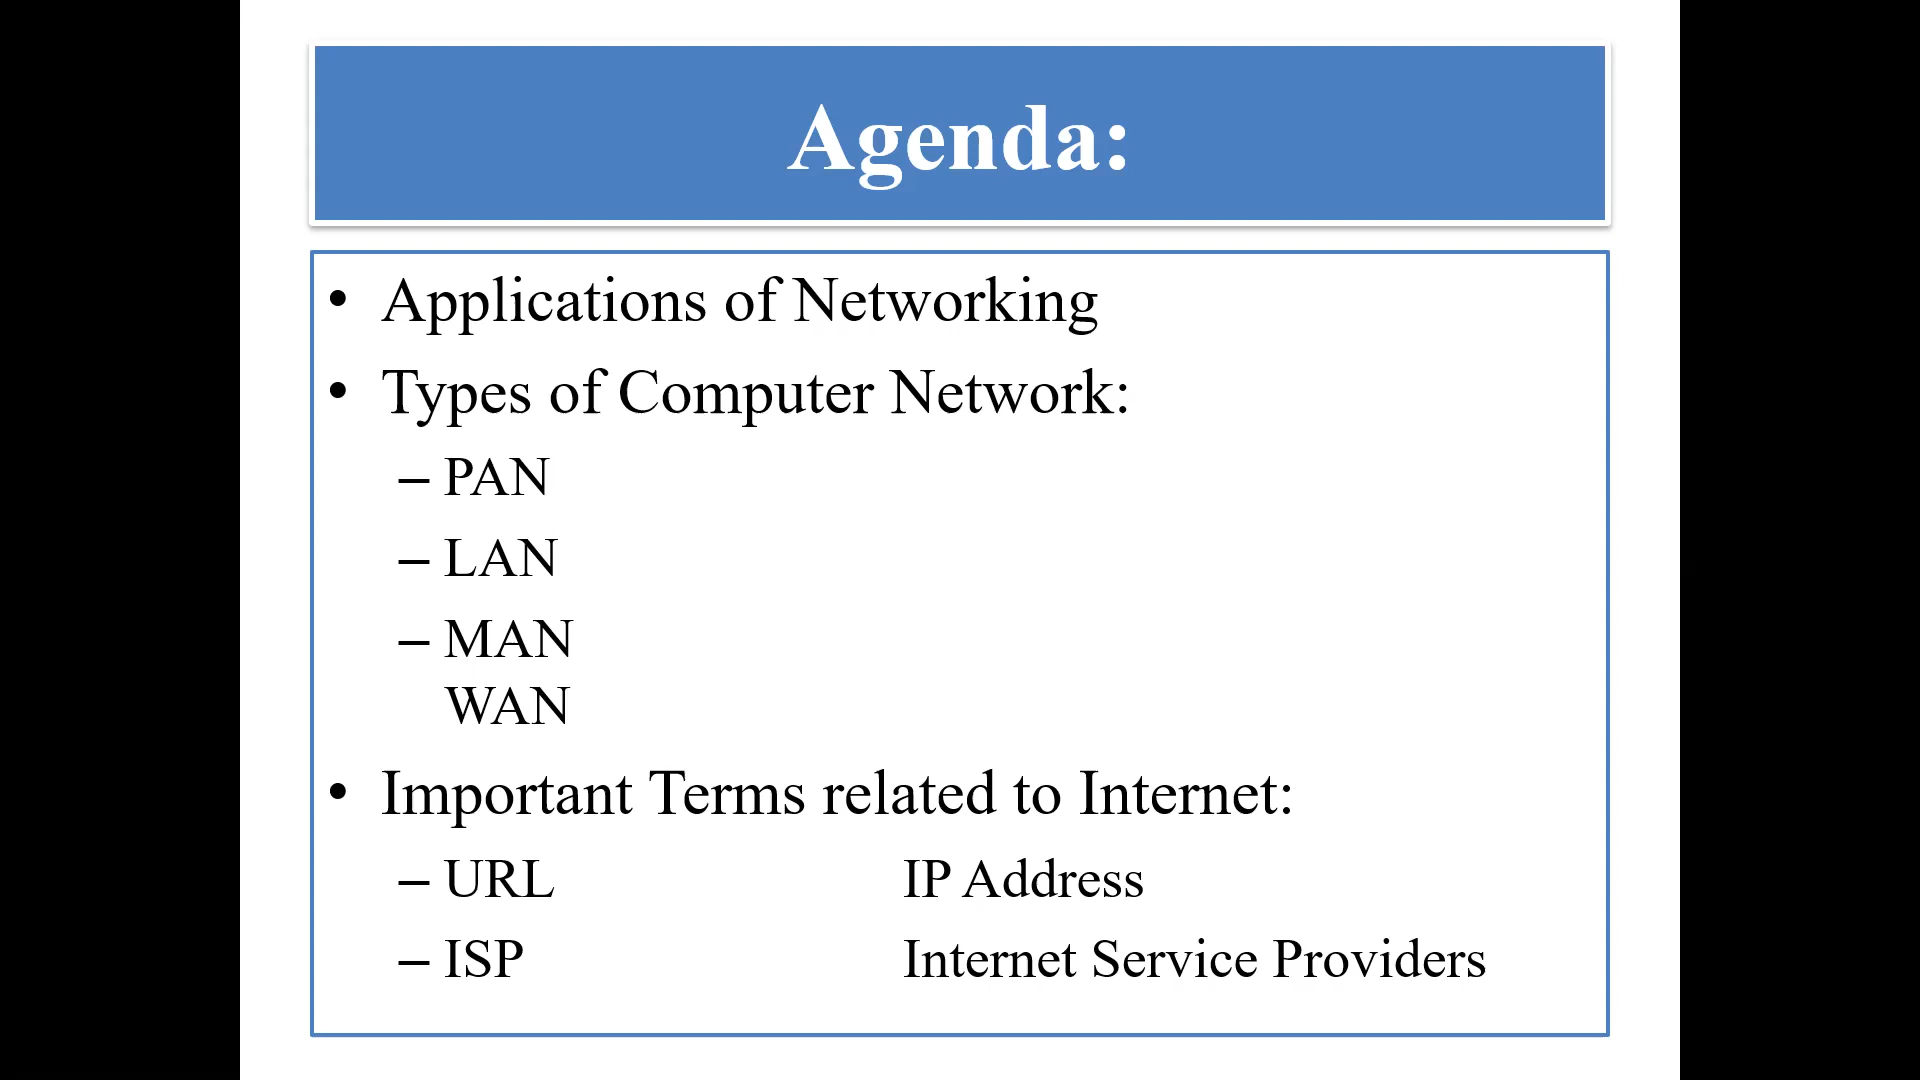 Agenda:
• Applications of Networking
• Types of Computer Network:
– PAN
– LAN
– MAN
WAN
• Important Terms related to Internet:
– URL IP Address
– ISP Internet Service Providers